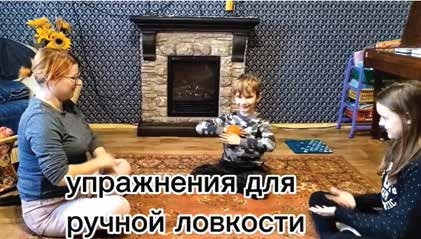 упражнения для
ручной ловкости